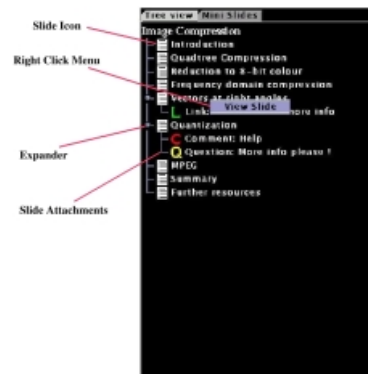 Tree view Mini Slides
Image Compression
Slide Icon
Introduction
Quadtree Compression
Right Click Menu
Reduction to 8-bit colour
Frequency domain compression
Vectors at right angles
View Slide
Link: more info
Quantization
Comment: Help
Expander
Question: More info please !
MPEG
Summary
Slide Attachments
Further resources